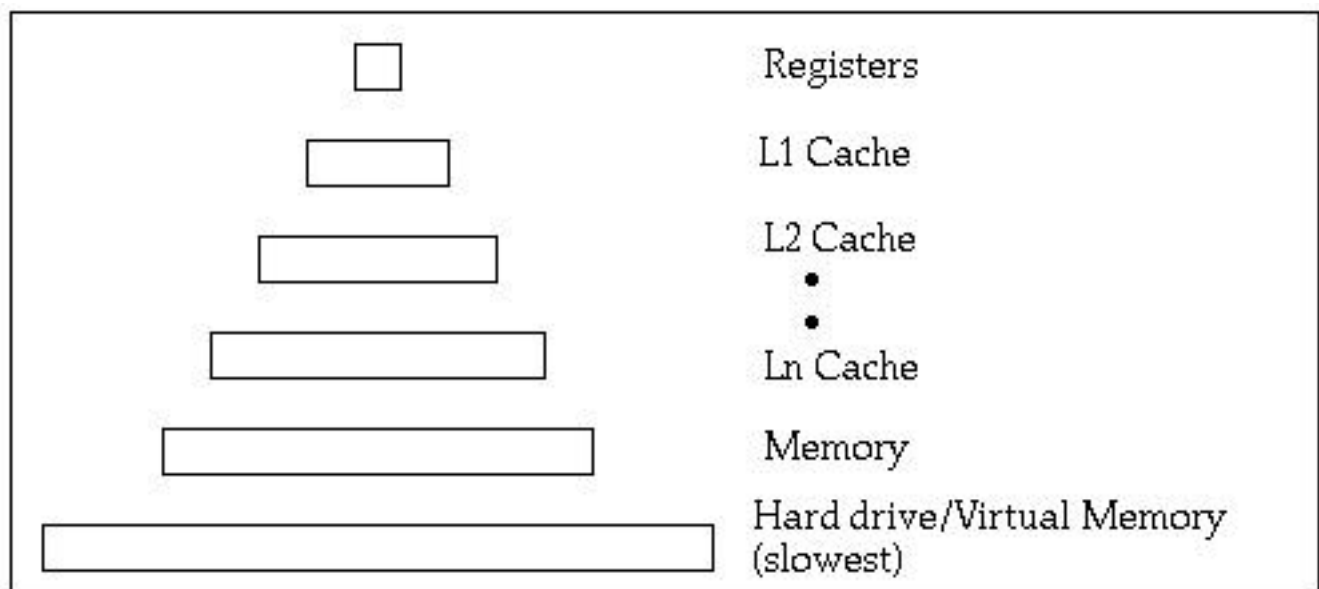 Registers
L1 Cache
L2 Cache
Ln Cache
Memory
Hard drive/Virtual Memory
(slowest)